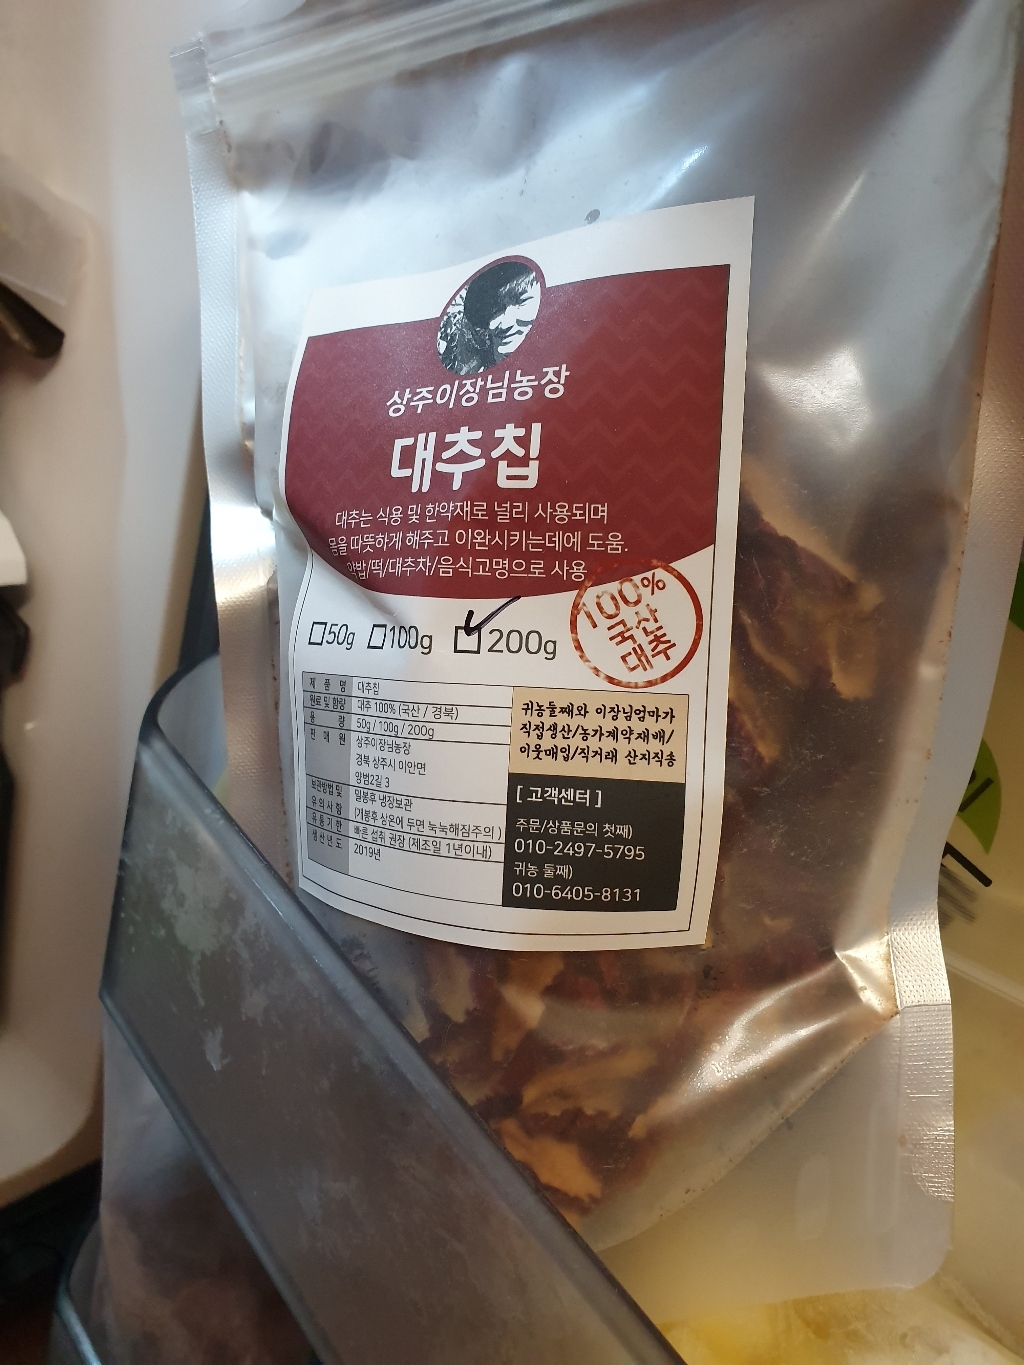 상주이장님농장
대추칩
대추는 식용 및 한약재로 널리 사용되며
몸을 따뜻하게 해주고 이완시키는데에 도움.
약밥/떡/대추차/음식고명으로 사용
100%
국산
대추
50g 100g 200g
제품명 대추칩
원료 및 함량 대추 100% (국산 / 경북)
용량 50g / 100g / 200g
판매원 상주이장님농장
경북 상주시 이안면
양범2길 3
보관방법 및 유의사항 밀봉후 냉장보관
(개봉후 상온에 두면 눅눅해짐주의)
유통기한 빠른 섭취 권장 (제조일 1년이내)
생산년도 2019년
귀농둘째와 이장님엄마가
직접생산/농가계약재배/
이웃매입/직거래 산지직송
[ 고객센터 ]
주문/상품문의 첫째)
010-2497-5795
귀농 둘째)
010-6405-8131